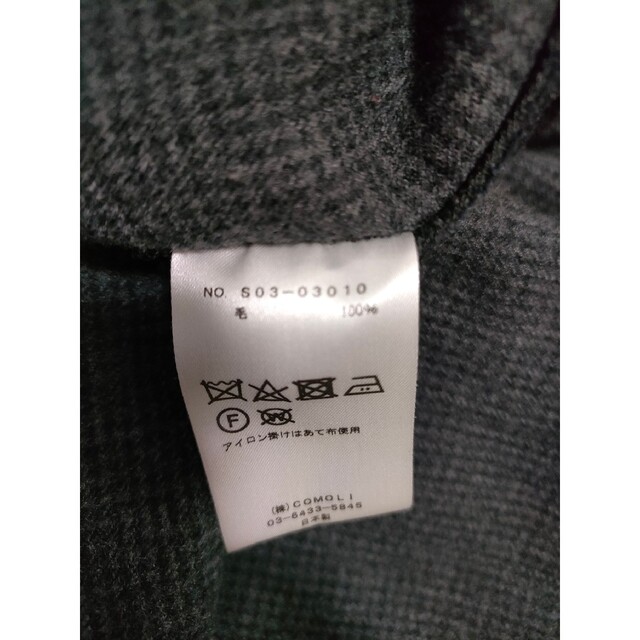 NO. S03-03010
毛 100%
F W
アイロン掛けはあて布使用
(株)COMOLI
03-6433-5845
日本製